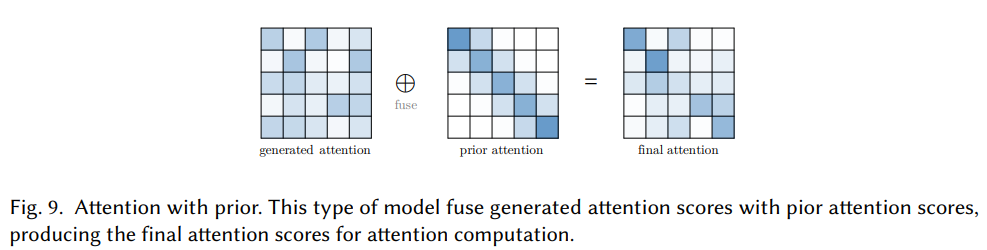 ⊕
fuse
=
generated attention
prior attention
final attention
Fig. 9. Attention with prior. This type of model fuse generated attention scores with pior attention scores,
producing the final attention scores for attention computation.